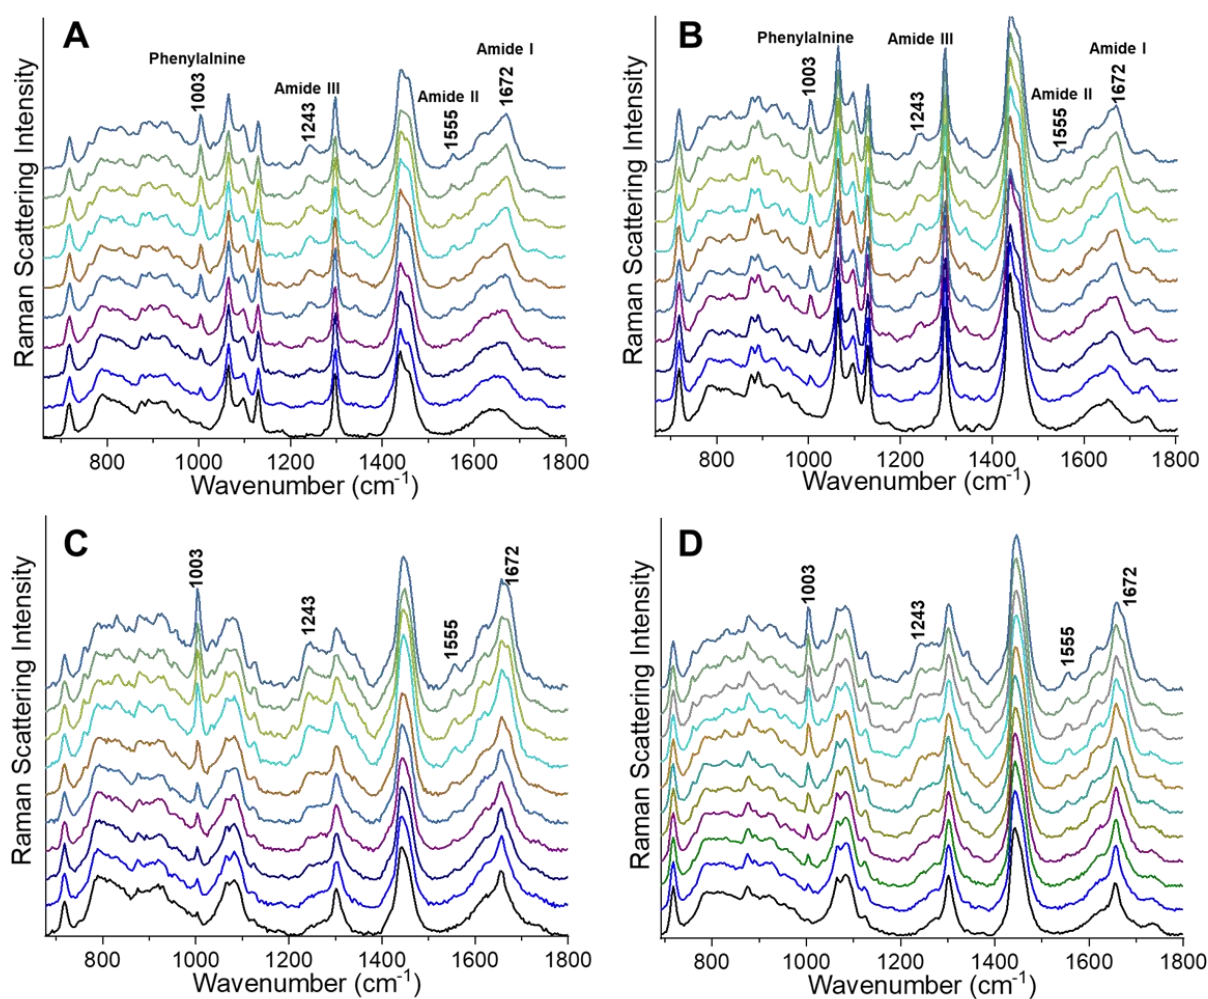 A
Phenylalnine
1003
Amide III
1243
Amide II
1555
Amide I
1672
Raman Scattering Intensity
800 1000 1200 1400 1600 1800
Wavenumber (cm-1)
B
Phenylalnine
1003
Amide III
1243
Amide II
1555
Amide I
1672
Raman Scattering Intensity
800 1000 1200 1400 1600 1800
Wavenumber (cm-1)
C
1003
1243
1555
1672
Raman Scattering Intensity
800 1000 1200 1400 1600 1800
Wavenumber (cm-1)
D
1003
1243
1555
1672
Raman Scattering Intensity
800 1000 1200 1400 1600 1800
Wavenumber (cm-1)